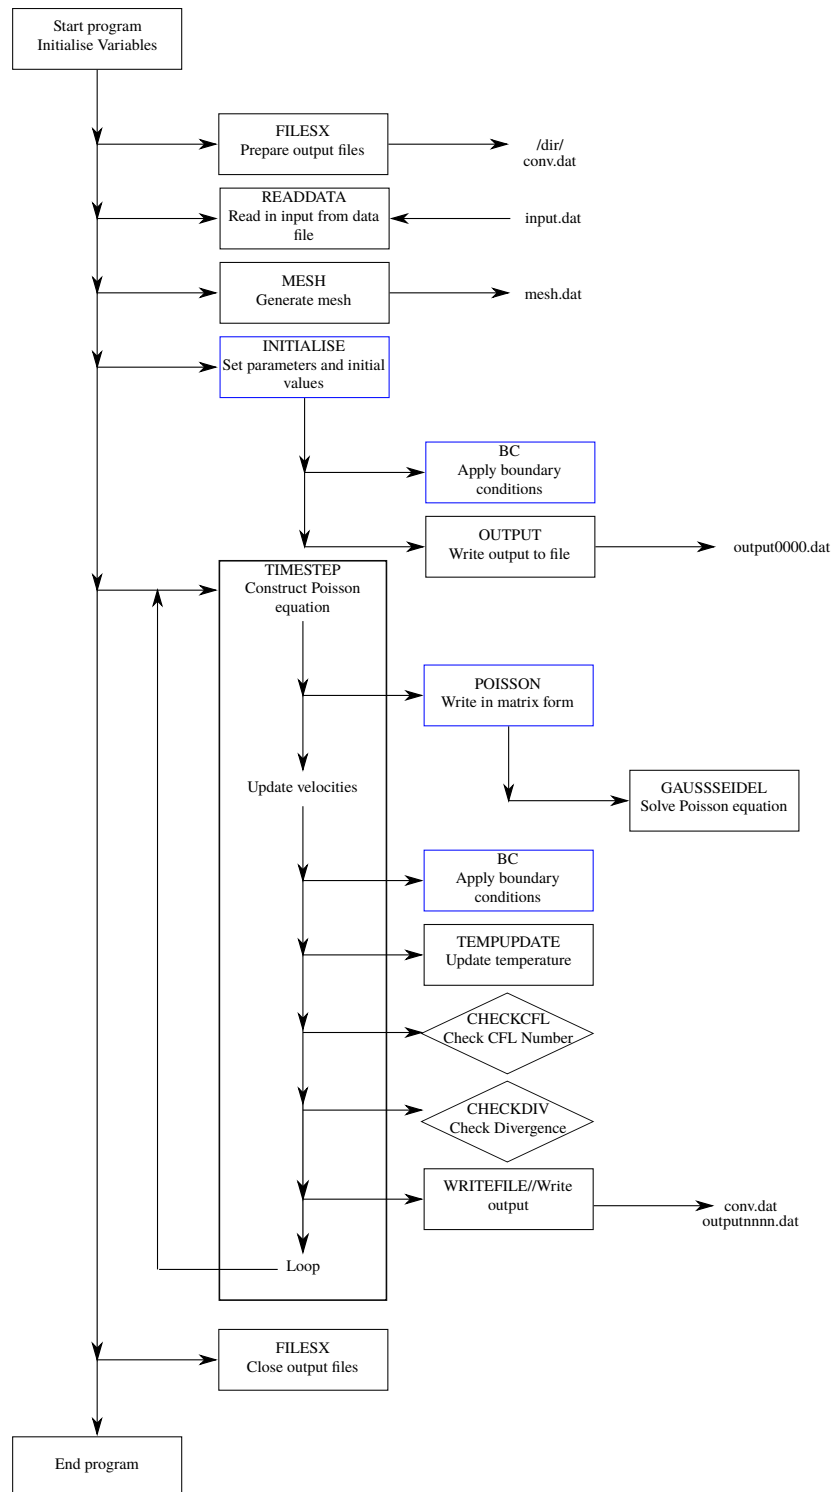 Start program
Initialise Variables
FILESX
Prepare output files
/dir/
conv.dat
READDATA
Read in input from data
file
input.dat
MESH
Generate mesh
mesh.dat
INITIALISE
Set parameters and initial
values
BC
Apply boundary
conditions
OUTPUT
Write output to file
output0000.dat
TIMESTEP
Construct Poisson
equation
POISSON
Write in matrix form
GAUSSSEIDEL
Solve Poisson equation
Update velocities
BC
Apply boundary
conditions
TEMPUPDATE
Update temperature
CHECKCFL
Check CFL Number
CHECKDIV
Check Divergence
WRITEFILE//Write
output
conv.dat
outputnnnn.dat
Loop
FILESX
Close output files
End program